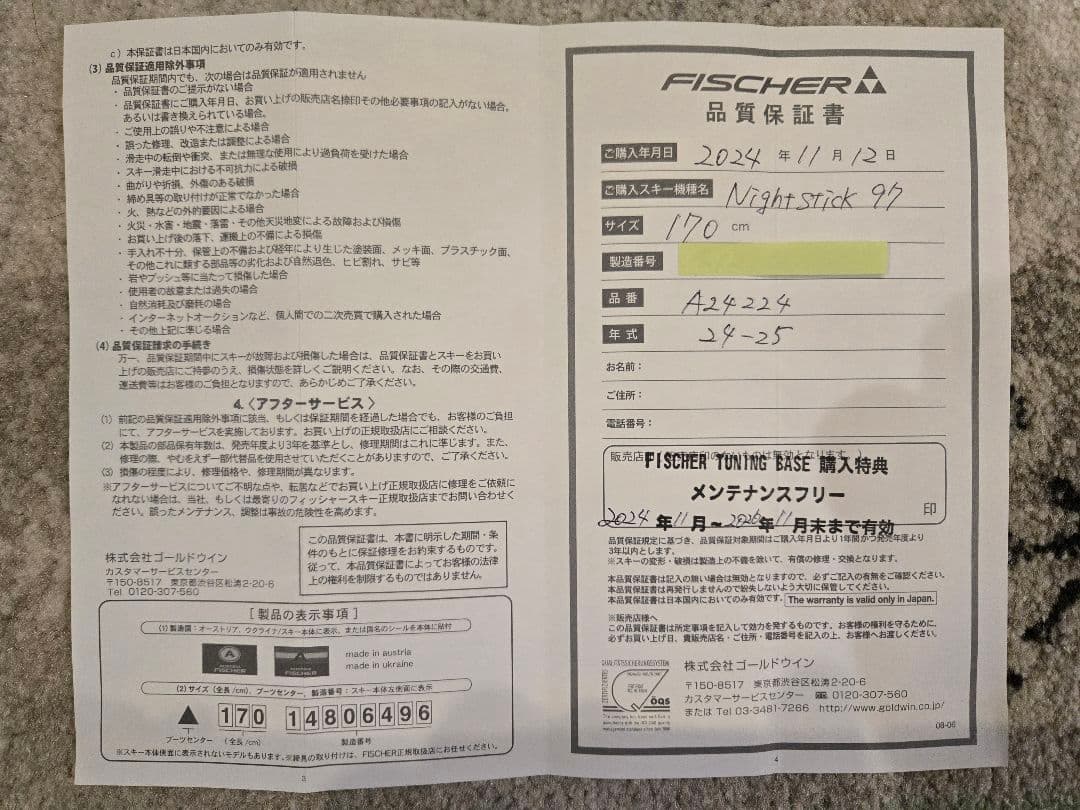 c）本保証書は日本国内においてのみ有効です。
(3) 品質保証適用除外事項
品質保証期間内でも、次の場合は品質保証が適用されません
・品質保証書のご提示がない場合
・品質保証書にご購入年月日、お買い上げの販売店名捺印その他必要事項の記入がない場合、
あるいは書き換えられている場合。
・ご使用上の誤りや不注意による場合
・誤った修理、改造または調整による場合
・滑走中の転倒や衝突、または無理な使用により過負荷を受けた場合
・スキー滑走中における不可抗力による破損
・曲がりや折損、外傷のある破損
・締め具等の取り付けが正常でなかった場合
・火、熱などの外的要因による場合
・火災・水害・地震・落雷・その他天災地変による故障および損傷
・お買い上げ後の落下、運搬上の不備による損傷
・手入れ不十分、保管上の不備および経年により生じた塗装面、メッキ面、プラスチック面、
その他これに類する部品等の劣化および自然退色、ヒビ割れ、サビ等
・岩やブッシュ等に当たって損傷した場合
・使用者の故意または過失の場合
・自然消耗及び磨耗の場合
・インターネットオークションなど、個人間での二次売買で購入された場合
・その他上記に準じる場合
(4) 品質保証請求の手続き
万一、品質保証期間中にスキーが故障および損傷した場合は、品質保証書とスキーをお買い
上げの販売店にご持参のうえ、損傷状態を詳しくご説明ください。なお、その際の交通費、
運送費等はお客様のご負担となりますので、あらかじめご了承ください。
4.〈アフターサービス〉
(1) 前記の品質保証適用除外事項に該当、もしくは保証期間を経過した場合でも、お客様のご負担
にて、アフターサービスを実施しております。お買い上げの正規取扱店にご相談ください。
(2) 本製品の部品保有年数は、発売年度より3年を基準とし、修理期間はこれに準じます。また、
修理の際、やむをえず一部代替品を使用させていただくことがありますので、ご了承ください。
(3) 損傷の程度により、修理価格や、修理期間が異なります。
※アフターサービスについてご不明な点や、転居などでお買い上げ正規取扱店に修理をご依頼に
なれない場合は、当社、もしくは最寄りのフィッシャースキー正規取扱店までお問い合わせく
ださい。誤ったメンテナンス、調整は事故の危険性を高めます。
株式会社ゴールドウイン
カスタマーサービスセンター
〒150-8517 東京都渋谷区松濤2-20-6
Tel 0120-307-560
この品質保証書は、本書に明示した期間・条
件のもとに保証修理をお約束するものです。
従って、本品質保証書によってお客様の法律
上の権利を制限するものではありません。
［製品の表示事項］
(1) 製造国：オーストリア、ウクライナ/スキー本体に表示、または国名のシールを本体に貼付
FISCHER
FISCHER
made in austria
made in ukraine
(2) サイズ（全長/cm）、ブーツセンター、製造番号：スキー本体左側面に表示
▲ 170 14806496
ブーツセンター （全長/cm） 製造番号
※スキー本体側面に表示されないモデルもあります。※締具の取り付けは、FISCHER正規取扱店にお任せください。
3
FISCHER
品質保証書
ご購入年月日 2024 年 11 月 12 日
ご購入スキー機種名 Nightstick 97
サイズ 170 cm
製造番号
品番 A24224
年式 24-25
お名前：
ご住所：
電話番号：
FISCHER TUNING BASE 購入特典
メンテナンスフリー
2024 年11 月～2026年 11 月末まで有効
印
品質保証規定に基づき、品質保証対象期間はご購入年月日より1年間かつ発売年度より
3年以内とします。
※スキーの変形・破損は製造上の不備を除いて、有償の修理・交換となります。
本品質保証書は記入の無い場合は無効となりますので、必ずご記入の有無をご確認ください。
本品質保証書は再発行しませんので紛失しないよう大切に保管してください。
本品質保証書は日本国内においてのみ有効です。 The warranty is valid only in Japan.
※販売店様へ
この品質保証書は所定事項を記入して効力を発するものです。お客様の権利を守るために、
必ずお買い上げ日、貴販売店名・ご住所・電話番号を記入の上、お客様へお渡しください。
QUALITÄTSSICHERUNGSSYSTEM
öqs
株式会社ゴールドウイン
〒150-8517 東京都渋谷区松濤2-20-6
カスタマーサービスセンター 0120-307-560
または Tel 03-3481-7266 http://www.goldwin.co.jp/
08-06
4